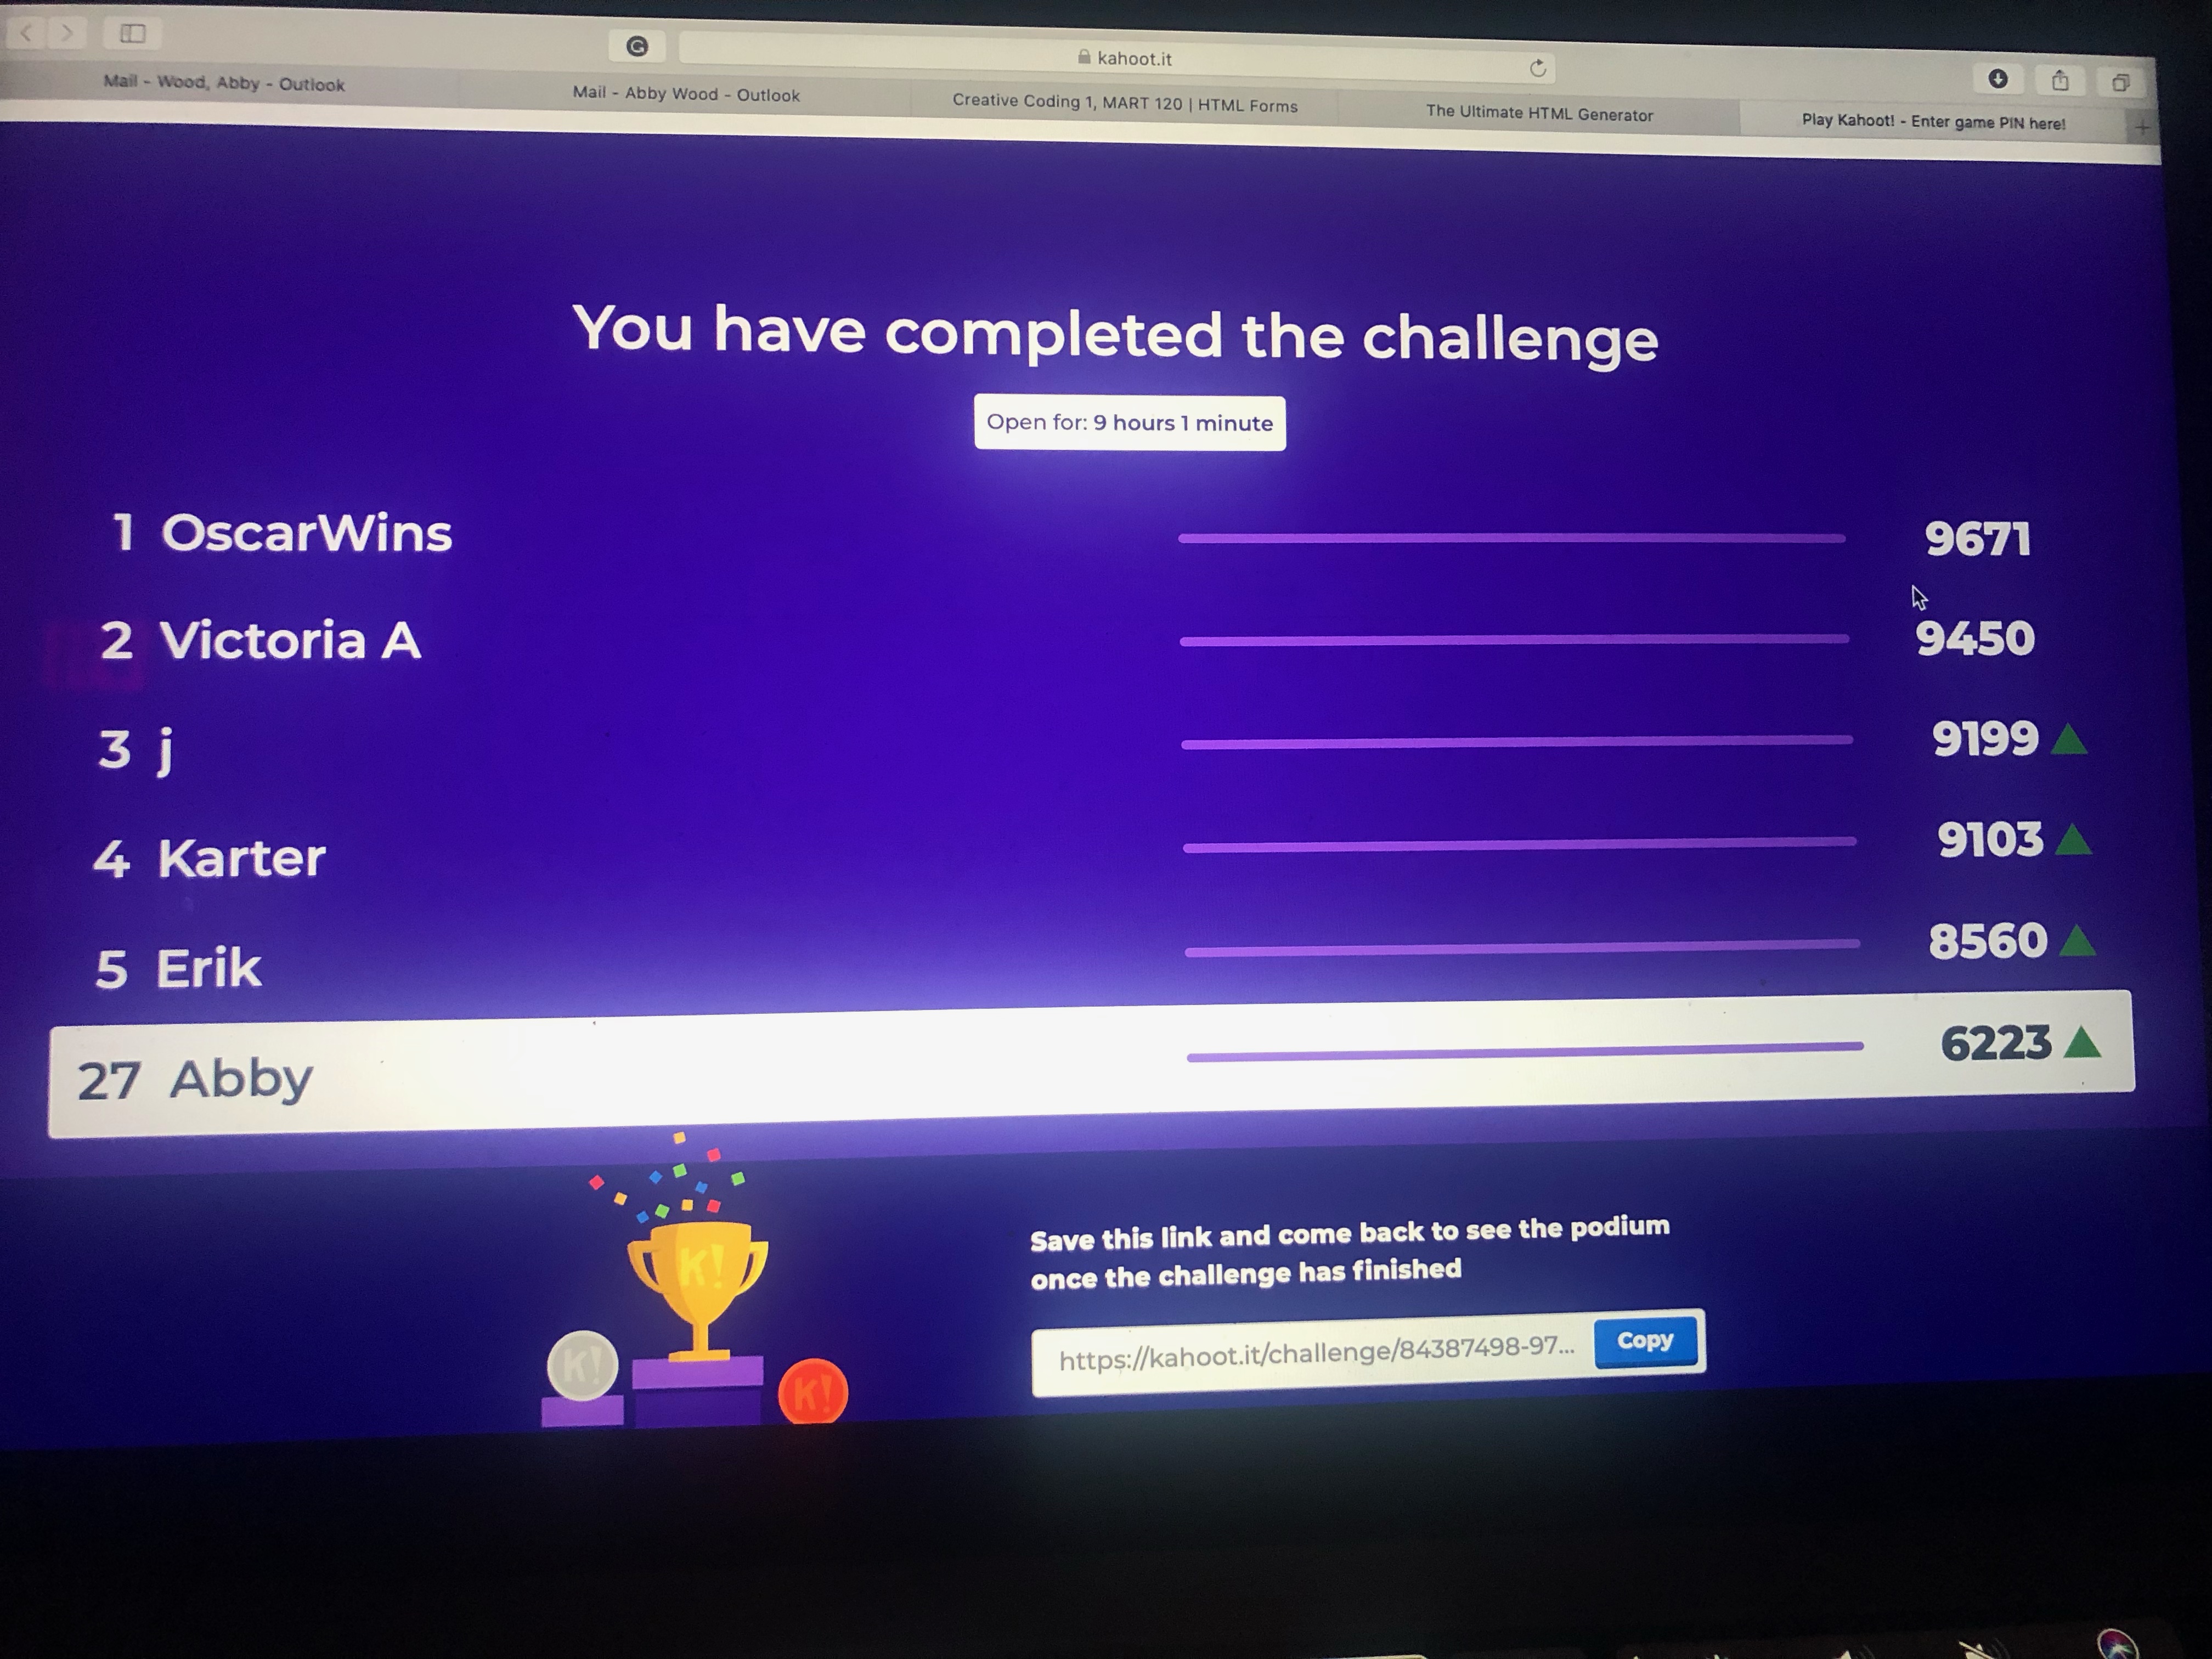 kahoot.it
Mail - Wood, Abby - Outlook
Mail - Abby Wood - Outlook
Creative Coding 1, MART 120 | HTML Forms
The Ultimate HTML Generator
Play Kahoot! - Enter game PIN here!
You have completed the challenge
Open for: 9 hours 1 minute
1 OscarWins 9671
2 Victoria A 9450
3 j 9199
4 Karter 9103
5 Erik 8560
27 Abby 6223
K!
K!
K!
Save this link and come back to see the podium
once the challenge has finished
https://kahoot.it/challenge/84387498-97... Copy